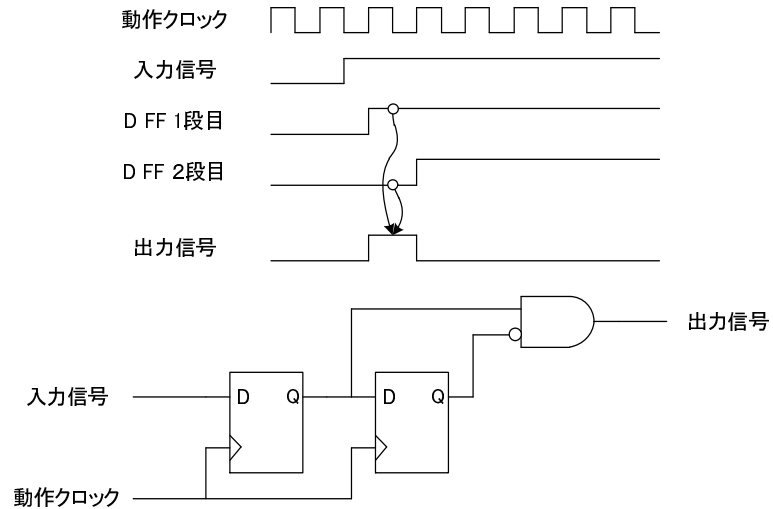 動作クロック
入力信号
D FF 1段目
D FF 2段目
出力信号
出力信号
入力信号
D Q
D Q
動作クロック